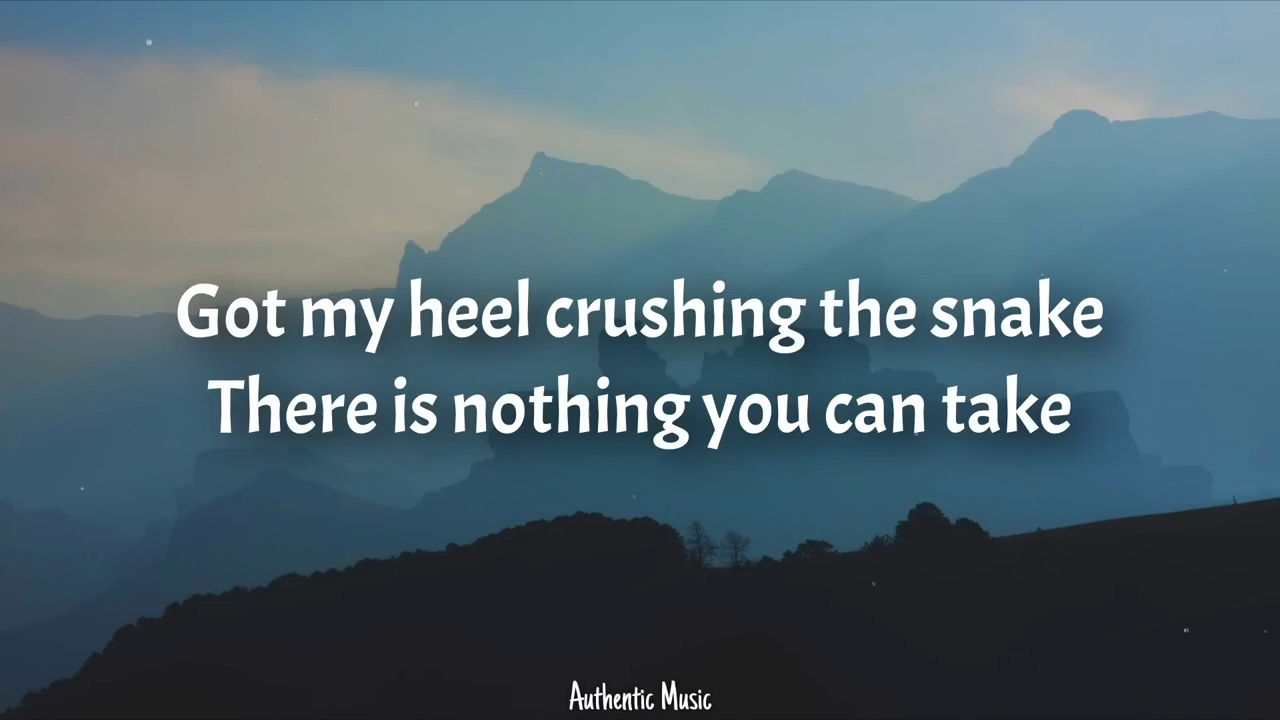 Got my heel crushing the snake
There is nothing you can take
Authentic Music